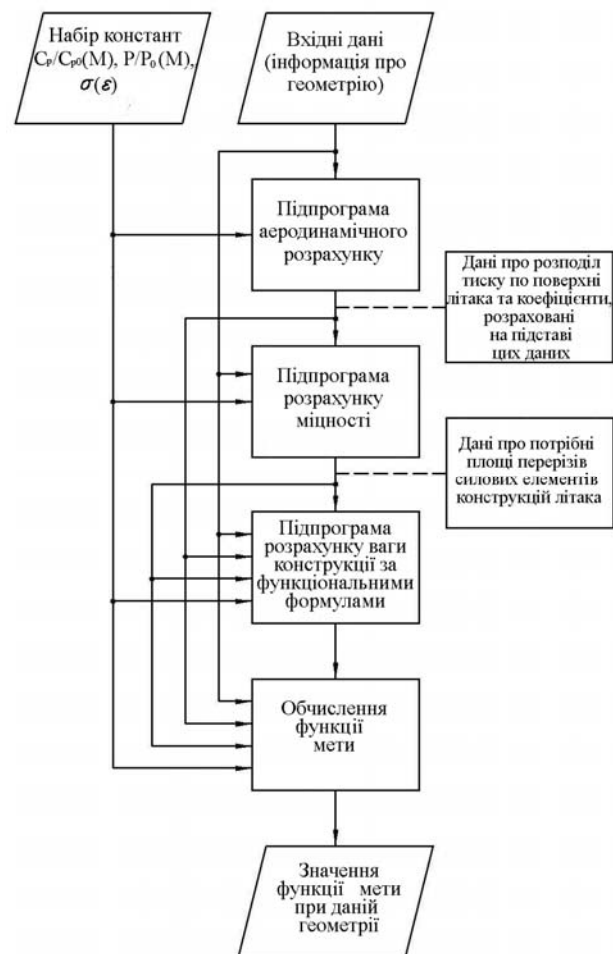 Набір констант
Cₚ/Cₚ₀(M), P/P₀(M),
σ(ε)
Вхідні дані
(інформація про
геометрію)
Підпрограма
аеродинамічного
розрахунку
Дані про розподіл
тиску по поверхні
літака та коефіцієнти,
розраховані
на підставі
цих даних
Підпрограма
розрахунку
міцності
Дані про потрібні
площі перерізів
силових елементів
конструкцій літака
Підпрограма
розрахунку ваги
конструкції за
функціональними
формулами
Обчислення
функції
мети
Значення
функції мети
при даній
геометрії